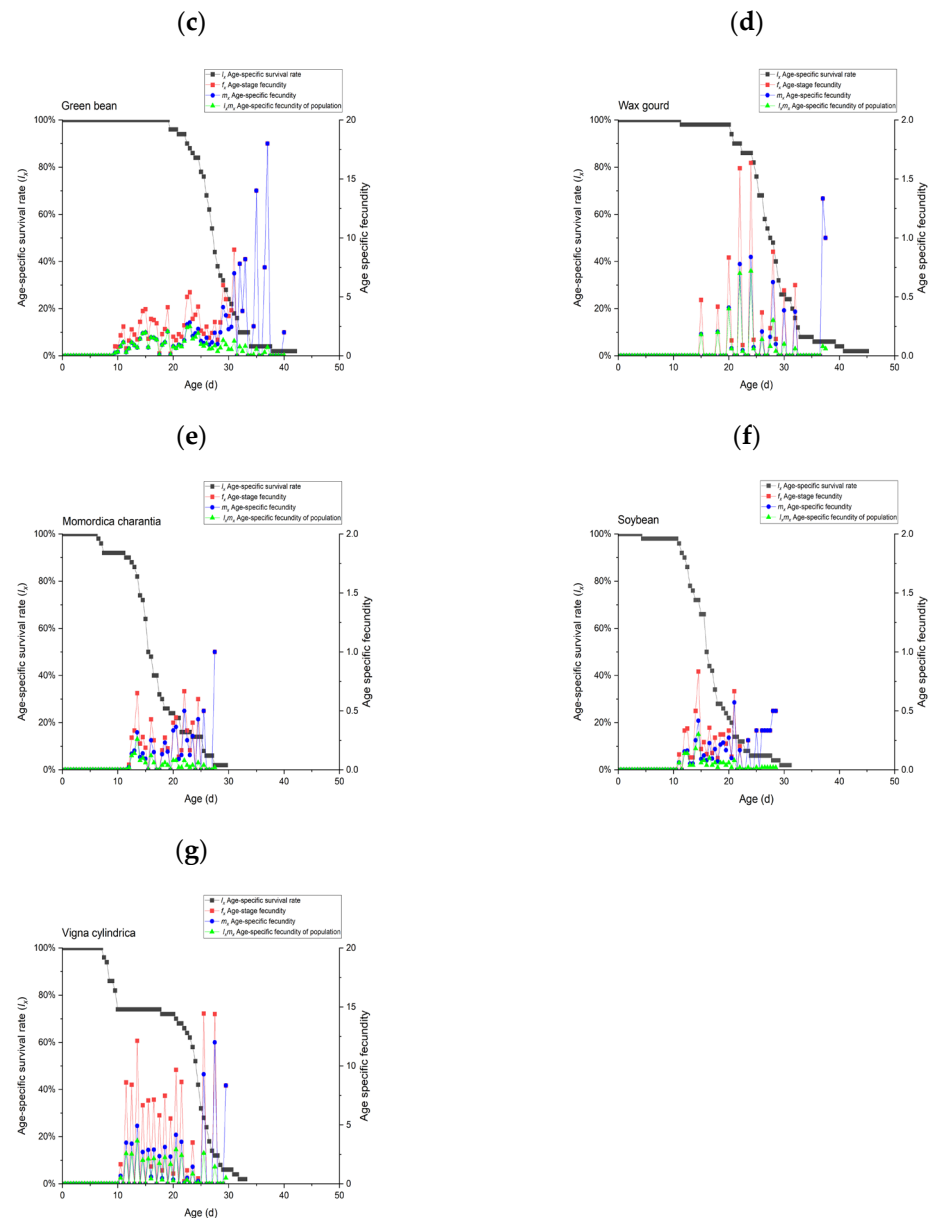 (c)
lx Age-specific survival rate
fx Age-stage fecundity
mx Age-specific fecundity
lxmx Age-specific fecundity of population
Green bean
100%
80%
60%
40%
20%
0%
Age-specific survival rate (lx)
20
15
10
5
0
Age specific fecundity
0 10 20 30 40 50
Age (d)
(d)
lx Age-specific survival rate
fx Age-stage fecundity
mx Age-specific fecundity
lxmx Age-specific fecundity of population
Wax gourd
100%
80%
60%
40%
20%
0%
Age-specific survival rate (lx)
2.0
1.5
1.0
0.5
0.0
Age specific fecundity
0 10 20 30 40 50
Age (d)
(e)
lx Age-specific survival rate
fx Age-stage fecundity
mx Age-specific fecundity
lxmx Age-specific fecundity of population
Momordica charantia
100%
80%
60%
40%
20%
0%
Age-specific survival rate (lx)
2.0
1.5
1.0
0.5
0.0
Age specific fecundity
0 10 20 30 40 50
Age (d)
(f)
lx Age-specific survival rate
fx Age-stage fecundity
mx Age-specific fecundity
lxmx Age-specific fecundity of population
Soybean
100%
80%
60%
40%
20%
0%
Age-specific survival rate (lx)
2.0
1.5
1.0
0.5
0.0
Age specific fecundity
0 10 20 30 40 50
Age (d)
(g)
lx Age-specific survival rate
fx Age-stage fecundity
mx Age-specific fecundity
lxmx Age-specific fecundity of population
Vigna cylindrica
100%
80%
60%
40%
20%
0%
Age-specific survival rate (lx)
20
15
10
5
0
Age specific fecundity
0 10 20 30 40 50
Age (d)